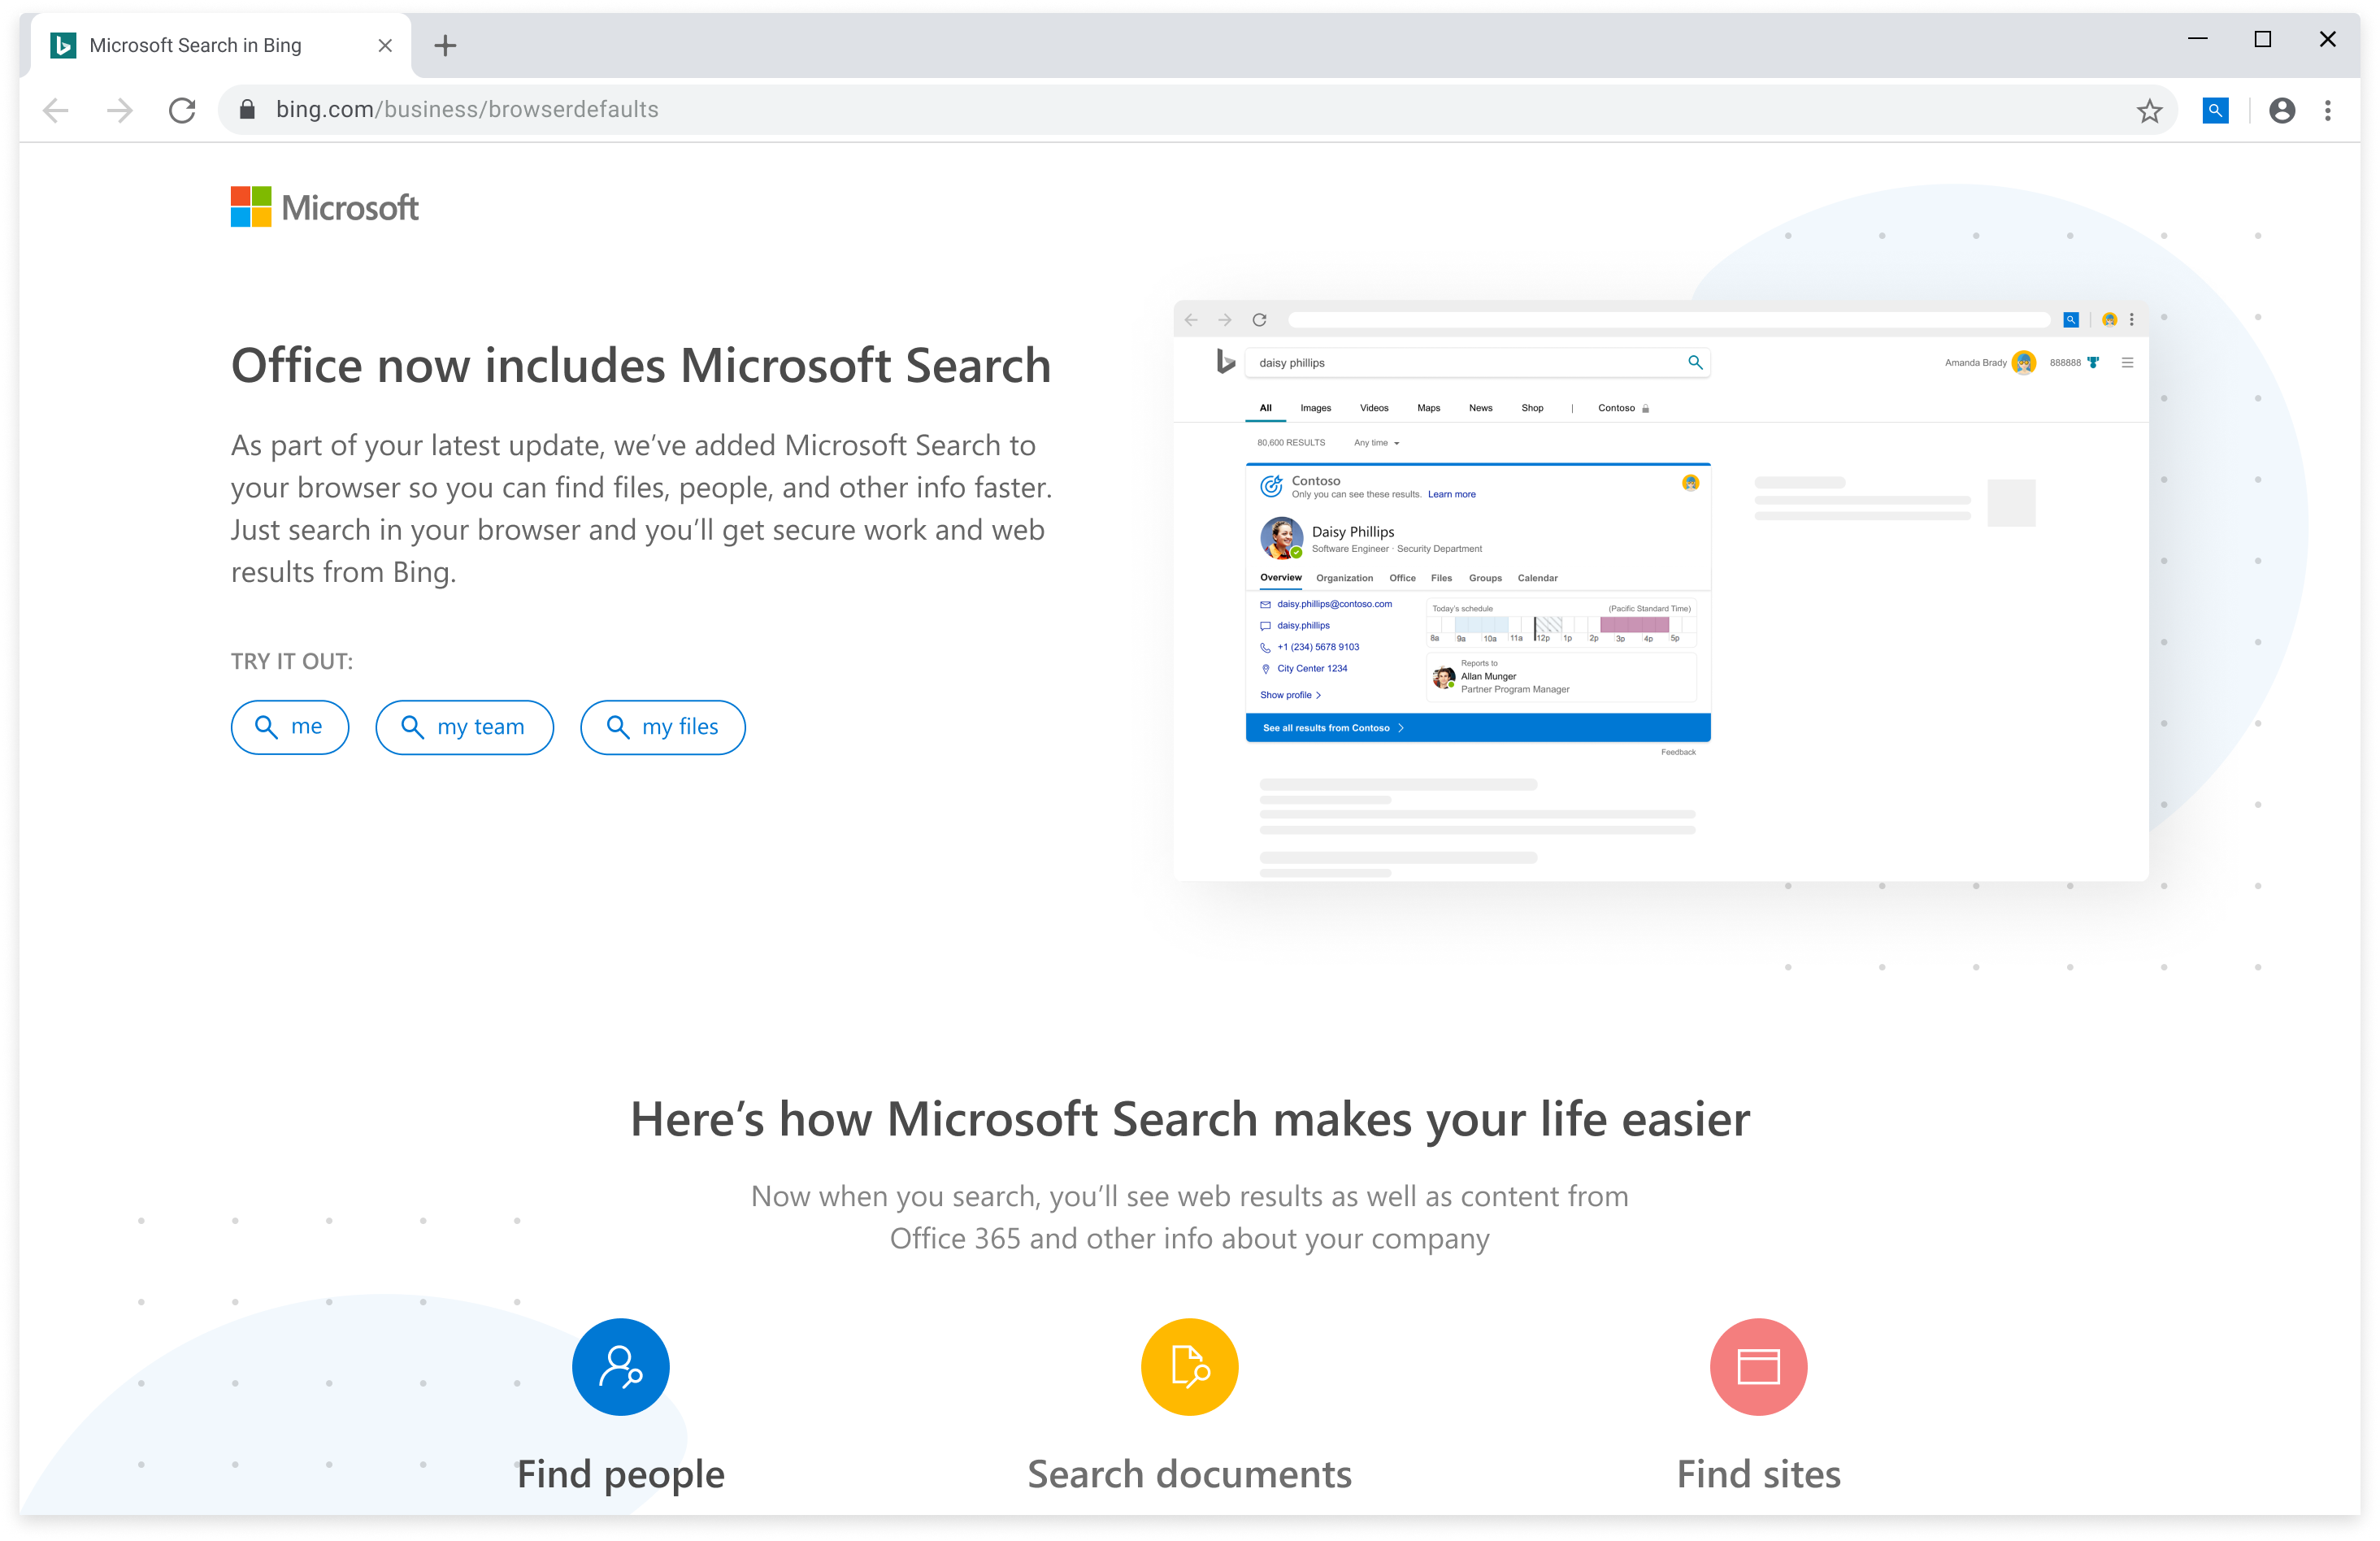 Microsoft Search in Bing
bing.com/business/browserdefaults
Microsoft
Office now includes Microsoft Search
As part of your latest update, we’ve added Microsoft Search to
your browser so you can find files, people, and other info faster.
Just search in your browser and you’ll get secure work and web
results from Bing.
TRY IT OUT:
me my team my files
daisy phillips
Amanda Brady 888888
All Images Videos Maps News Shop | Contoso
80,600 RESULTS Any time
Contoso
Only you can see these results. Learn more
Daisy Phillips
Software Engineer · Security Department
Overview Organization Office Files Groups Calendar
daisy.phillips@contoso.com
daisy.phillips
+1 (234) 5678 9103
City Center 1234
Show profile
Today's schedule (Pacific Standard Time)
8a 9a 10a 11a 12p 1p 2p 3p 4p 5p
Reports to
Allan Munger
Partner Program Manager
See all results from Contoso
Feedback
Here’s how Microsoft Search makes your life easier
Now when you search, you’ll see web results as well as content from
Office 365 and other info about your company
Find people
Search documents
Find sites